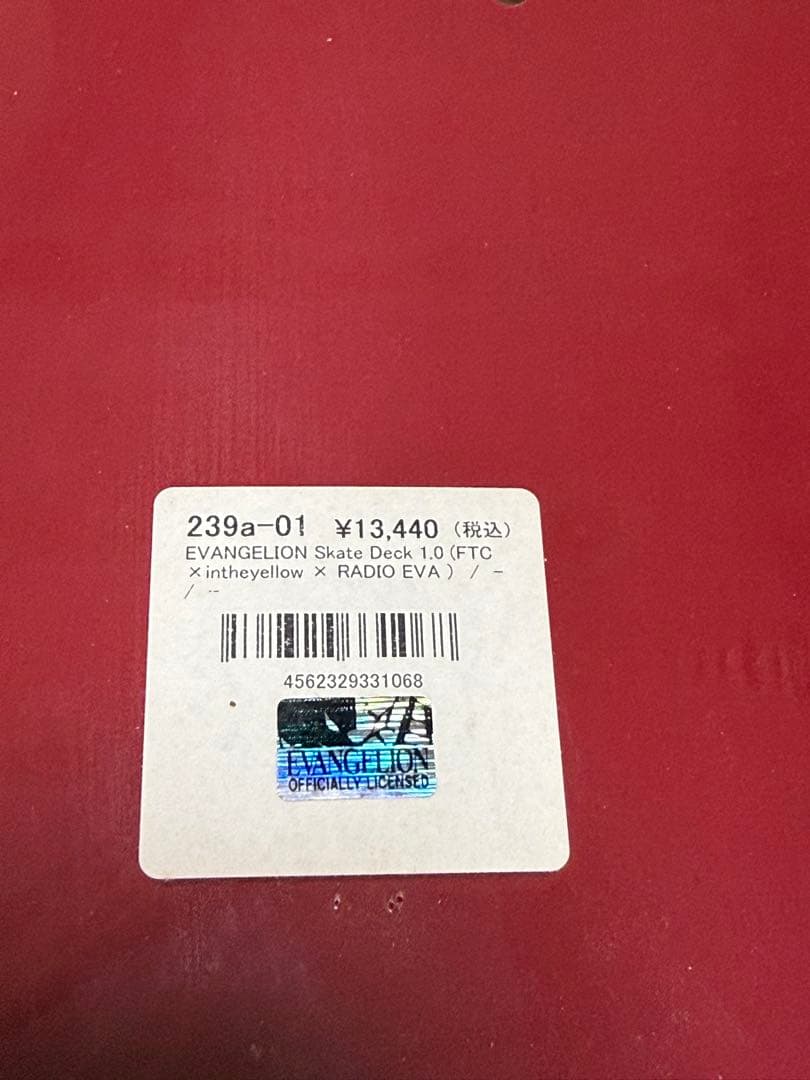 239a-01 ¥13,440（税込）
EVANGELION Skate Deck 1.0 (FTC
×intheyellow × RADIO EVA ) / -
/ --
4562329331068
EVANGELION
OFFICIALLY LICENSED